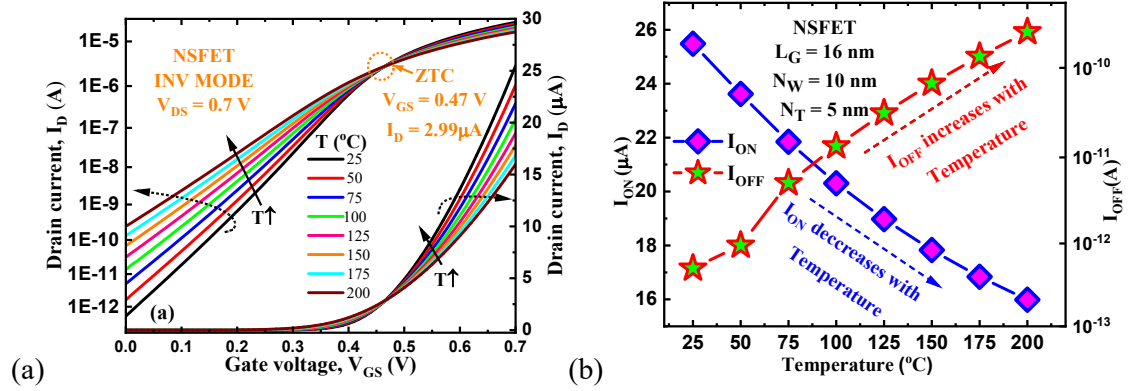 30
25
20
15
10
5
0
Drain current, I_D (μA)
1E-5
1E-6
1E-7
1E-8
1E-9
1E-10
1E-11
1E-12
Drain current, I_D (A)
NSFET
INV MODE
V_DS = 0.7 V
ZTC
V_GS = 0.47 V
I_D = 2.99μA
T (ºC)
25
50
75
100
125
150
175
200
T↑
T↑
(a)
0.0 0.1 0.2 0.3 0.4 0.5 0.6 0.7
Gate voltage, V_GS (V)
(a)
26
24
22
20
18
16
I_ON (μA)
NSFET
L_G = 16 nm
N_W = 10 nm
N_T = 5 nm
I_ON
I_OFF
I_OFF increases with
Temperature
I_ON deccreases with
Temperature
10^-10
10^-11
10^-12
10^-13
I_OFF(A)
25 50 75 100 125 150 175 200
Temperature (ºC)
(b)